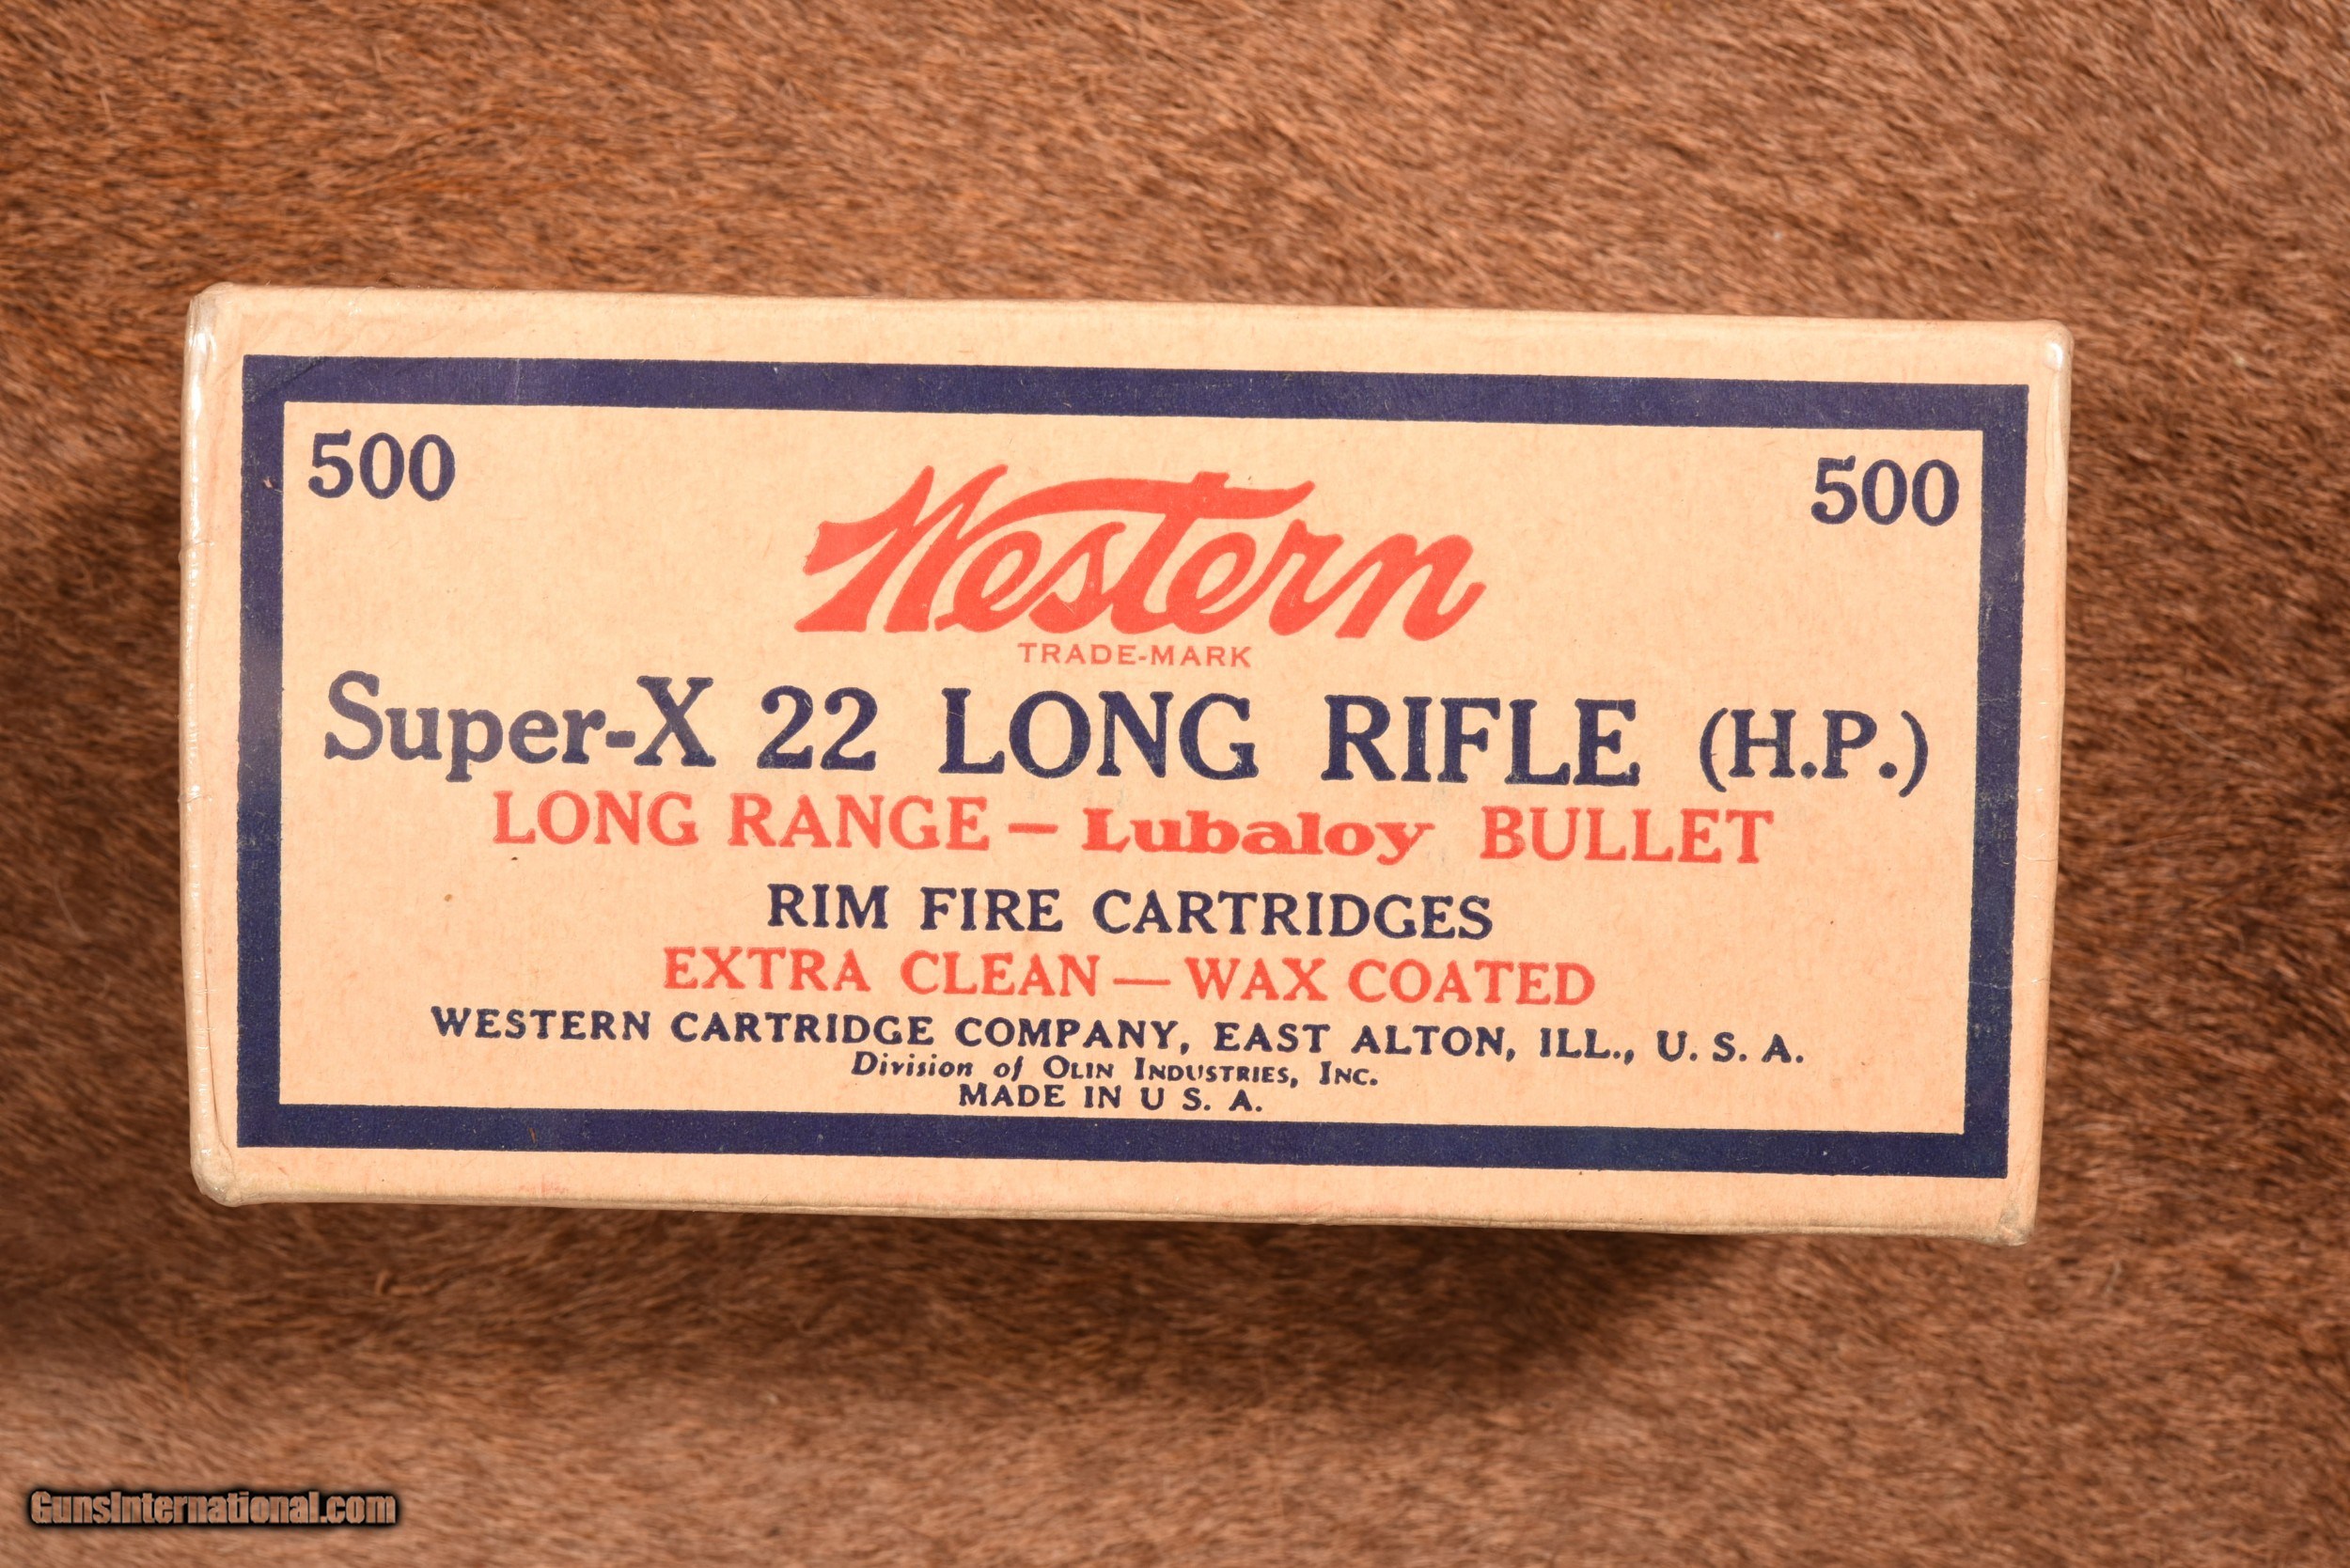 500 500
Western
TRADE-MARK
Super-X 22 LONG RIFLE (H.P.)
LONG RANGE – Lubaloy BULLET
RIM FIRE CARTRIDGES
EXTRA CLEAN — WAX COATED
WESTERN CARTRIDGE COMPANY, EAST ALTON, ILL., U. S. A.
Division of OLIN INDUSTRIES, INC.
MADE IN U S. A.
GunsInternational.com